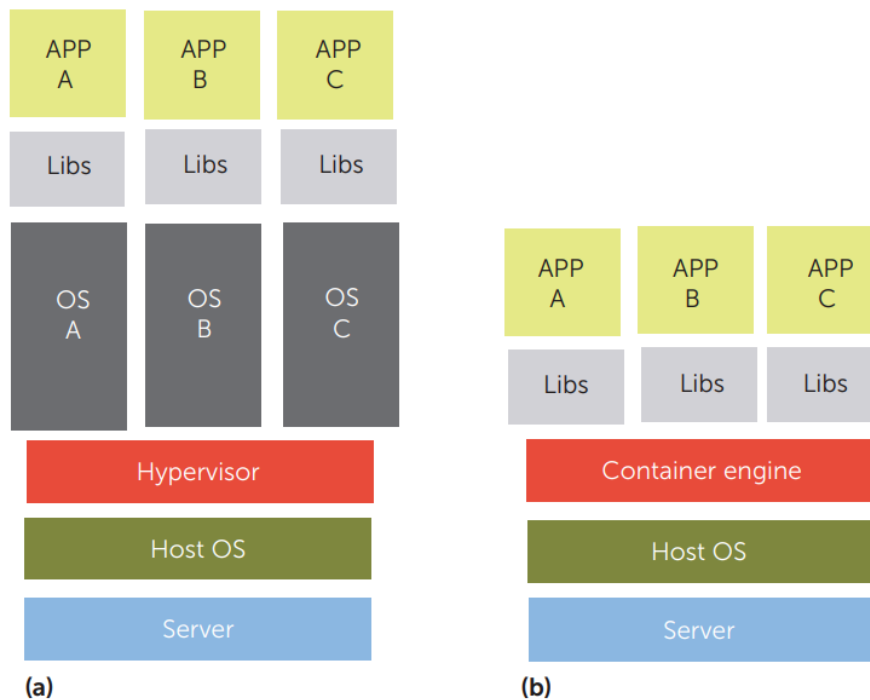 APP
A
APP
B
APP
C
Libs
Libs
Libs
OS
A
OS
B
OS
C
Hypervisor
Host OS
Server
(a)
APP
A
APP
B
APP
C
Libs
Libs
Libs
Container engine
Host OS
Server
(b)